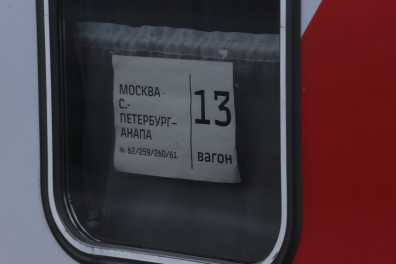 МОСКВА-
С.-
ПЕТЕРБУРГ-
АНАПА
№ 62/259/260/61
13
вагон